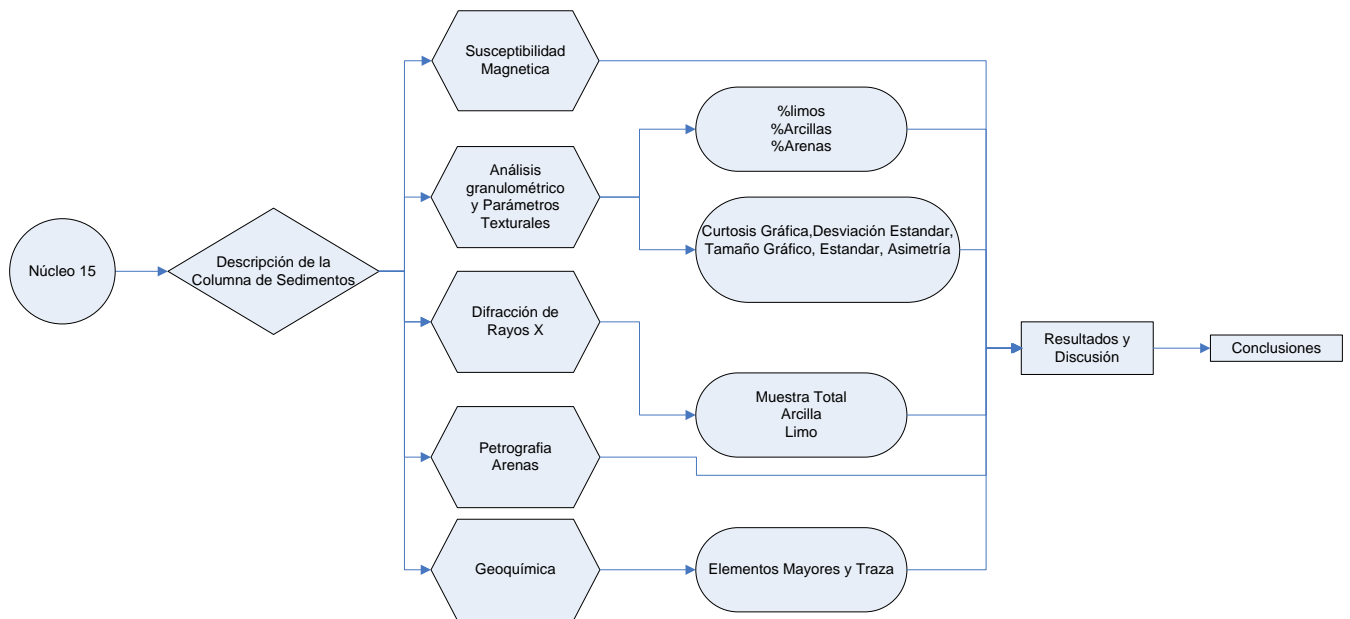 Núcleo 15
Descripción de la
Columna de Sedimentos
Susceptibilidad
Magnetica
Análisis
granulométrico
y Parámetros
Texturales
%limos
%Arcillas
%Arenas
Curtosis Gráfica,Desviación Estandar,
Tamaño Gráfico, Estandar, Asimetría
Difracción de
Rayos X
Muestra Total
Arcilla
Limo
Petrografia
Arenas
Geoquímica
Elementos Mayores y Traza
Resultados y
Discusión
Conclusiones